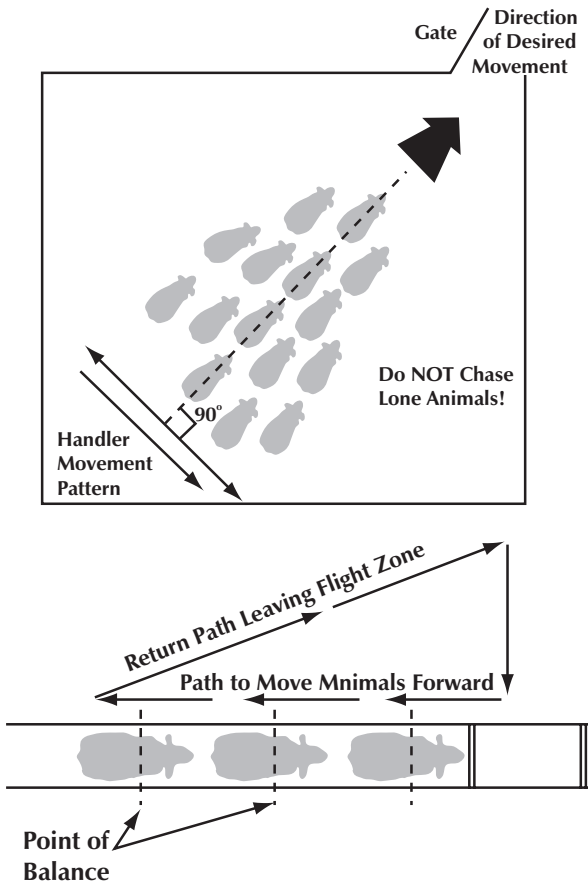 Gate
Direction
of Desired
Movement
Do NOT Chase
Lone Animals!
90°
Handler
Movement
Pattern
Return Path Leaving Flight Zone
Path to Move Mnimals Forward
Point of
Balance